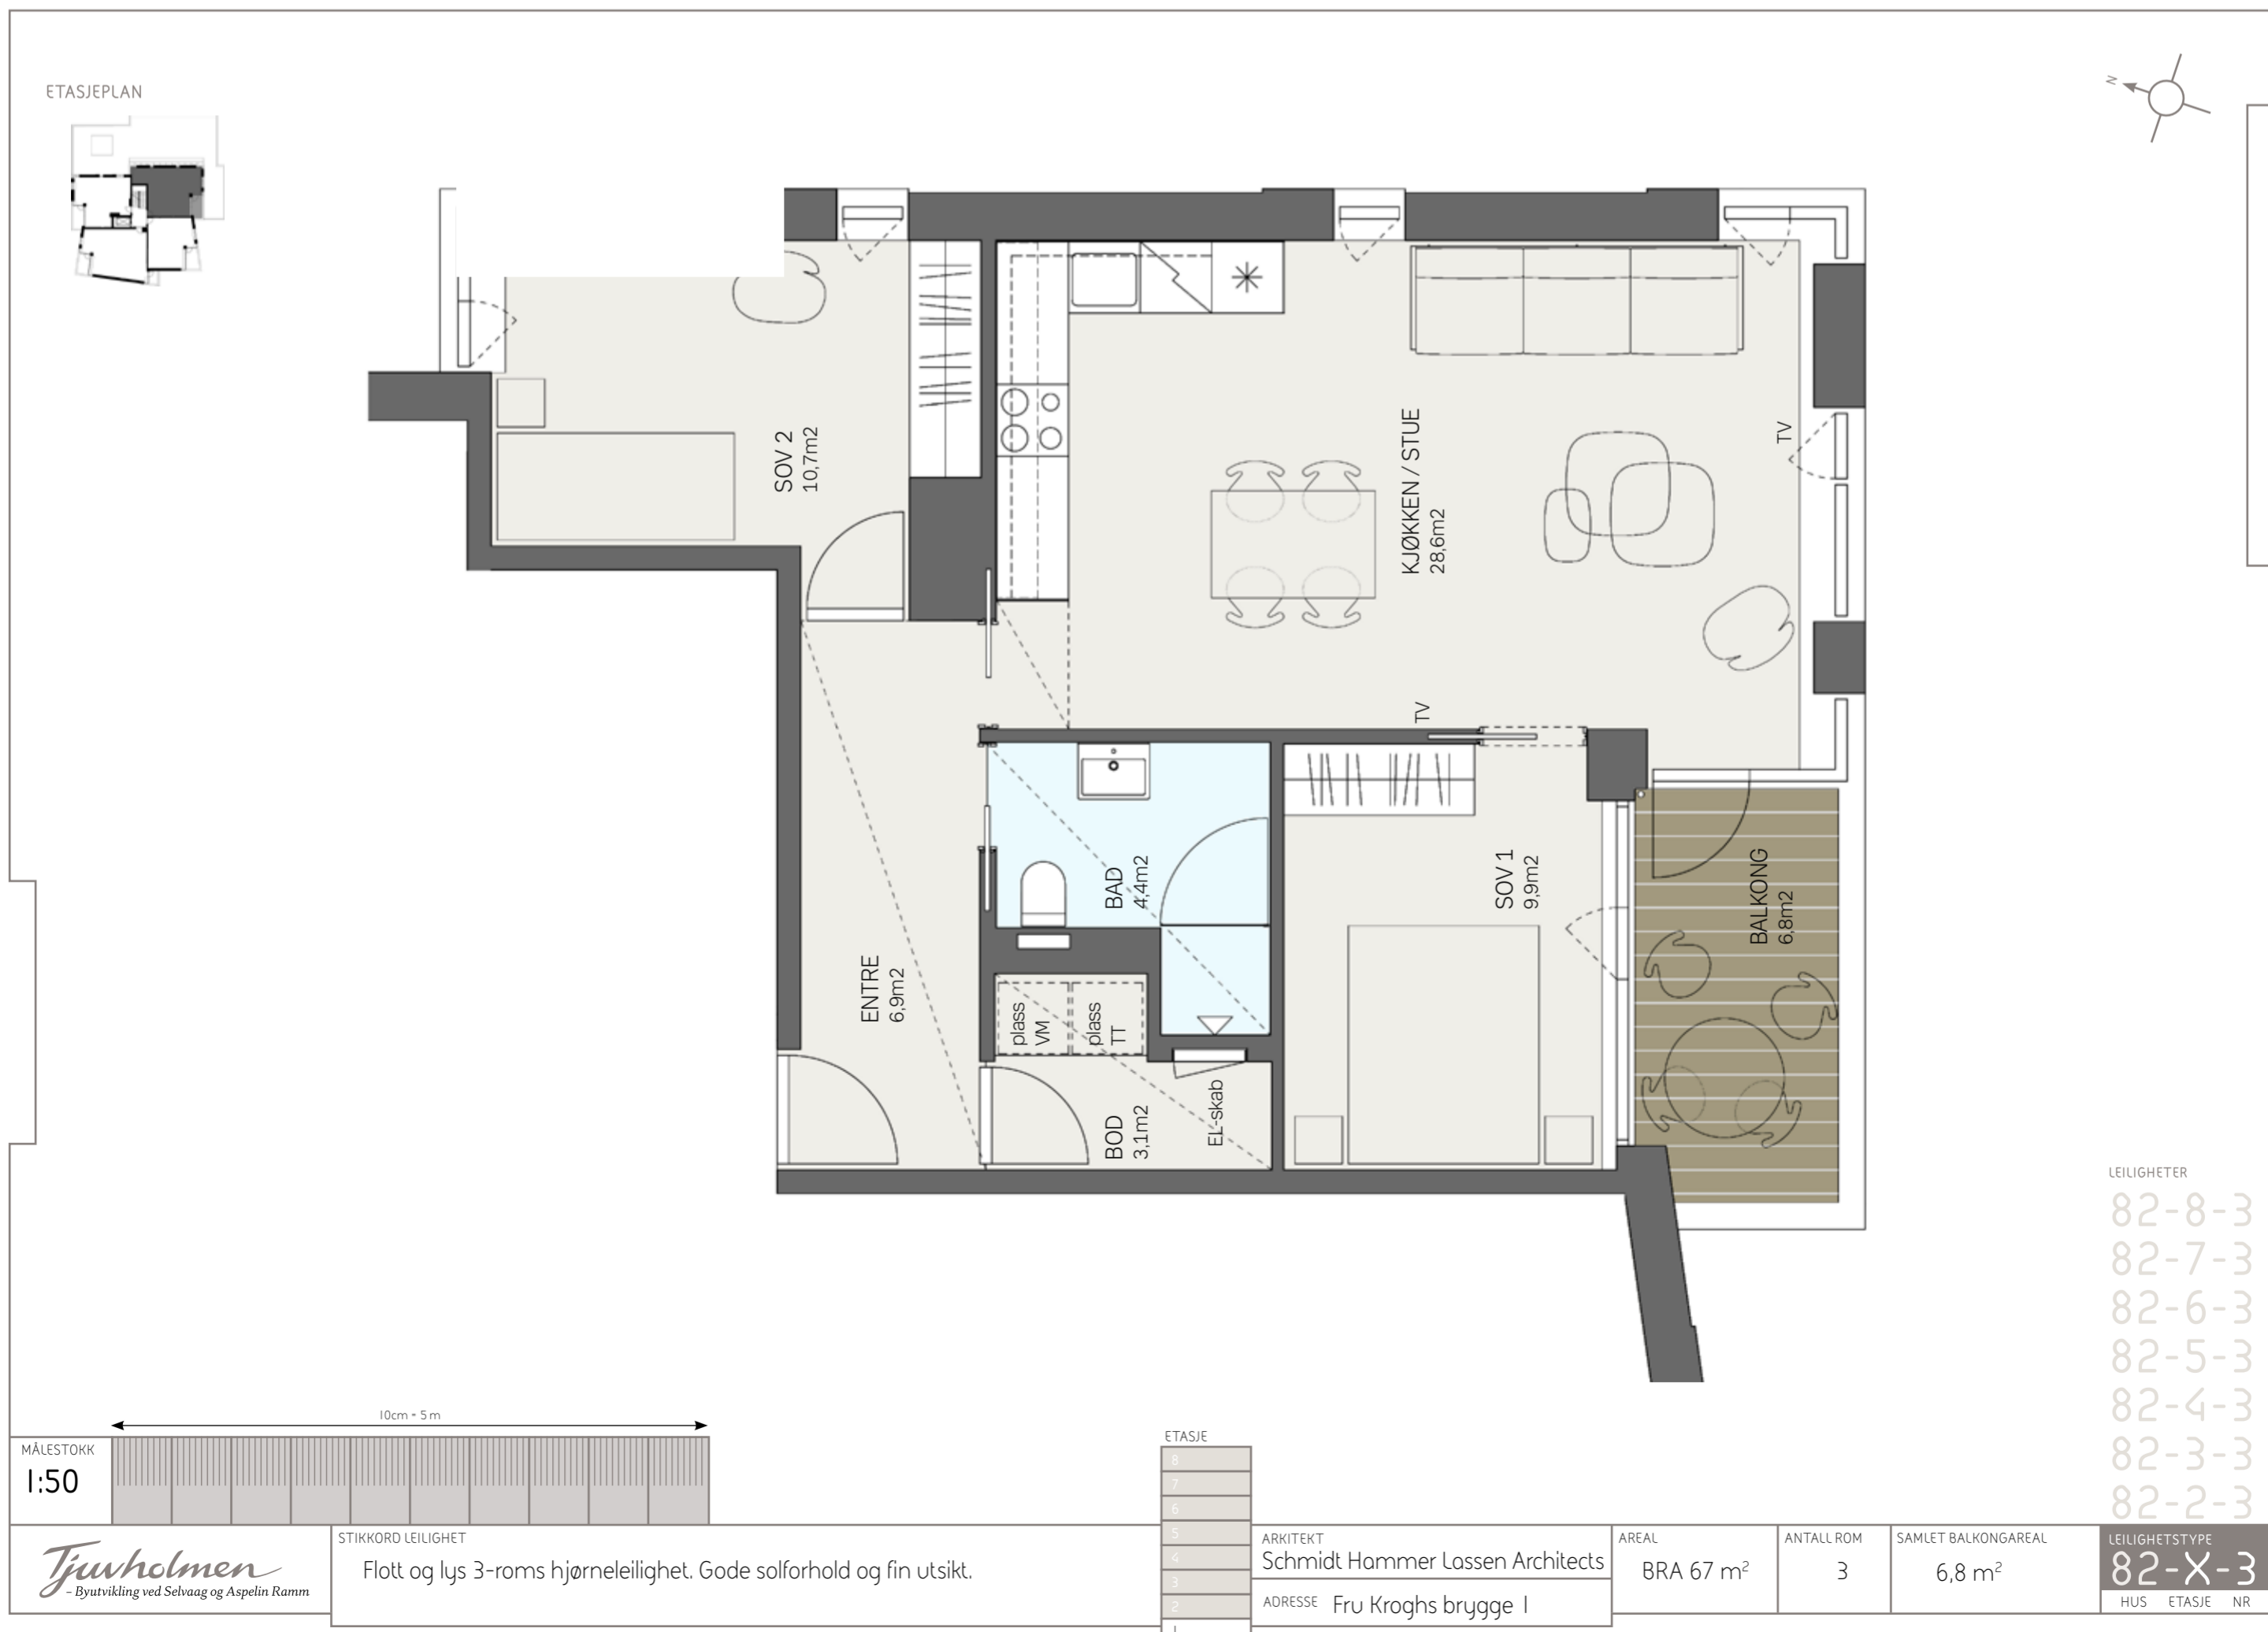 ETASJEPLAN
N
SOV 2
10,7m2
KJØKKEN / STUE
28,6m2
TV
TV
ENTRE
6,9m2
BAD
4,4m2
plass
VM
plass
TT
BOD
3,1m2
EL-skab
SOV 1
9,9m2
BALKONG
6,8m2
LEILIGHETER
82-8-3
82-7-3
82-6-3
82-5-3
82-4-3
82-3-3
82-2-3
10cm = 5 m
MÅLESTOKK
1:50
ETASJE
8
7
6
5
4
3
2
1
Tjuvholmen
– Byutvikling ved Selvaag og Aspelin Ramm
STIKKORD LEILIGHET
Flott og lys 3-roms hjørneleilighet. Gode solforhold og fin utsikt.
ARKITEKT
Schmidt Hammer Lassen Architects
ADRESSE Fru Kroghs brygge 1
AREAL
BRA 67 m²
ANTALL ROM
3
SAMLET BALKONGAREAL
6,8 m²
LEILIGHETSTYPE
82-X-3
HUS ETASJE NR